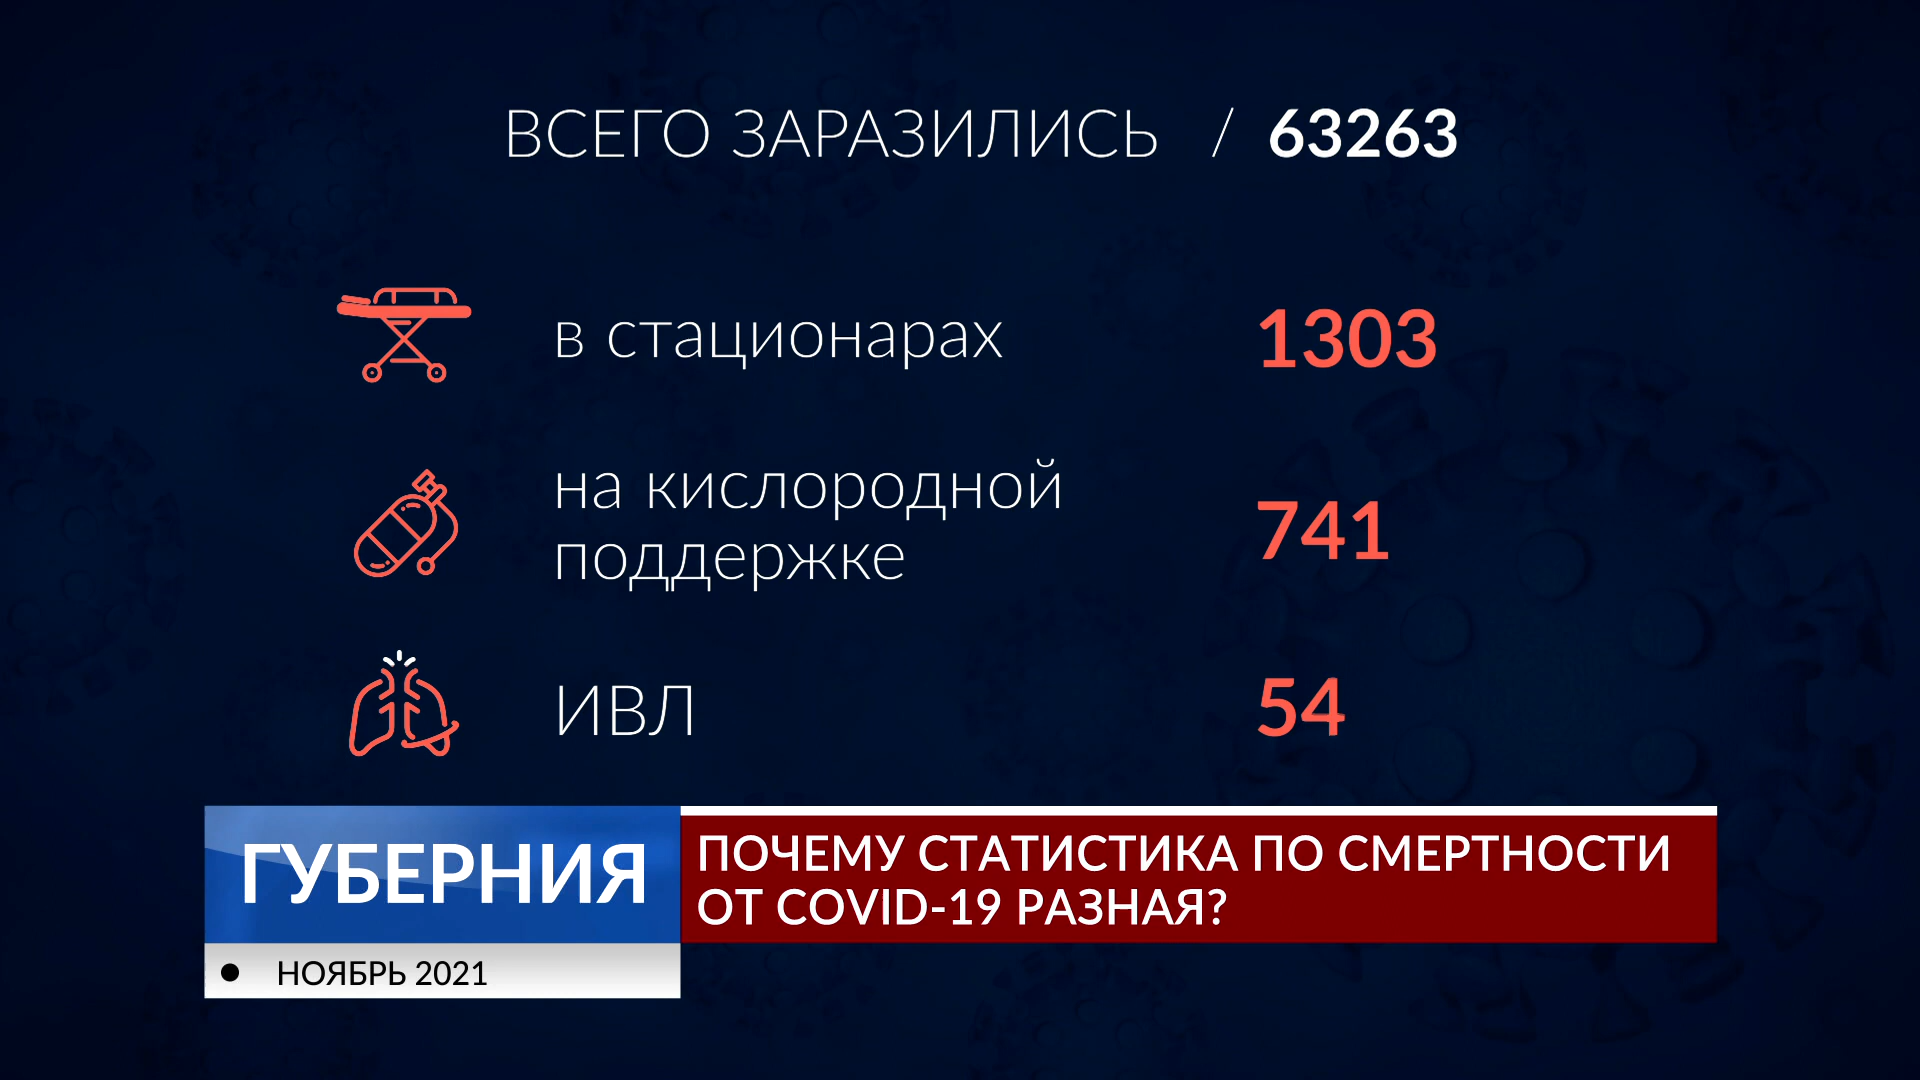 ВСЕГО ЗАРАЗИЛИСЬ / 63263
в стационарах 1303
на кислородной
поддержке 741
ИВЛ 54
ГУБЕРНИЯ
ПОЧЕМУ СТАТИСТИКА ПО СМЕРТНОСТИ
ОТ COVID-19 РАЗНАЯ?
• НОЯБРЬ 2021